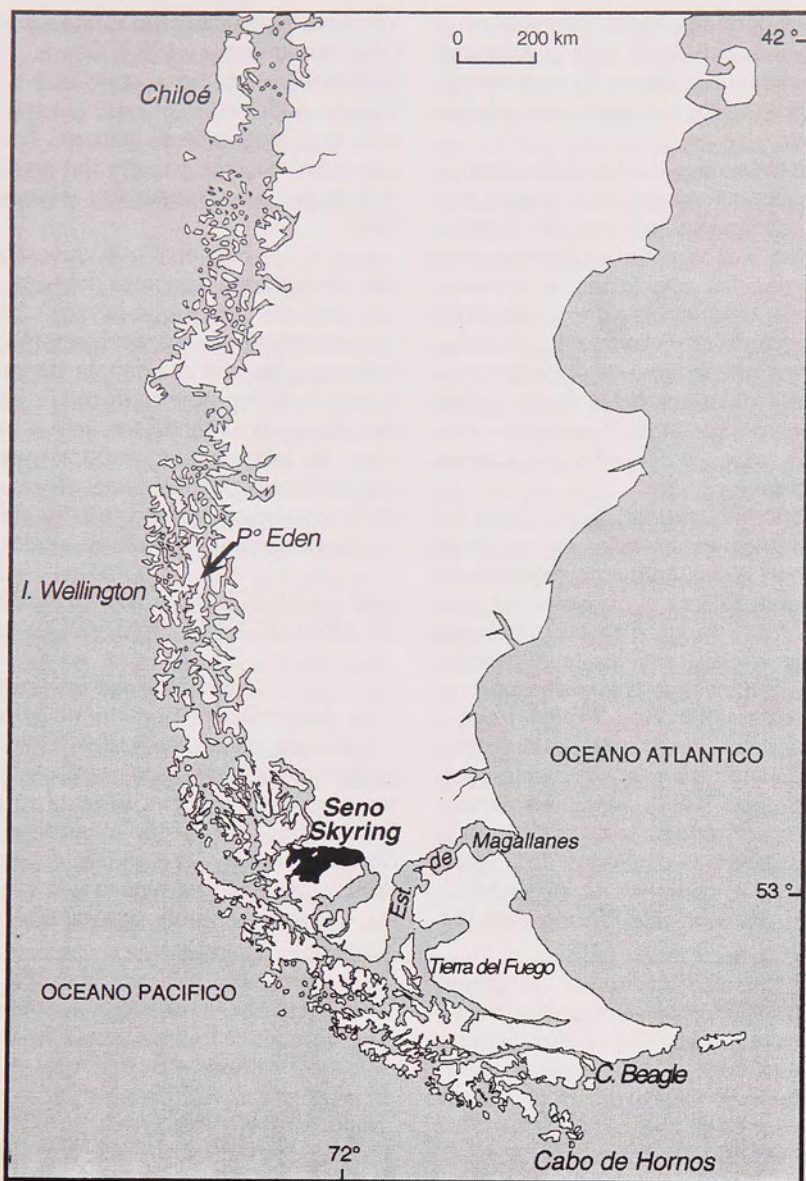 0 200 km
42°
Chiloé
Pº Eden
I. Wellington
OCEANO ATLANTICO
Seno
Skyring
Est. de Magallanes
53°
Tierra del Fuego
OCEANO PACIFICO
C. Beagle
72°
Cabo de Hornos